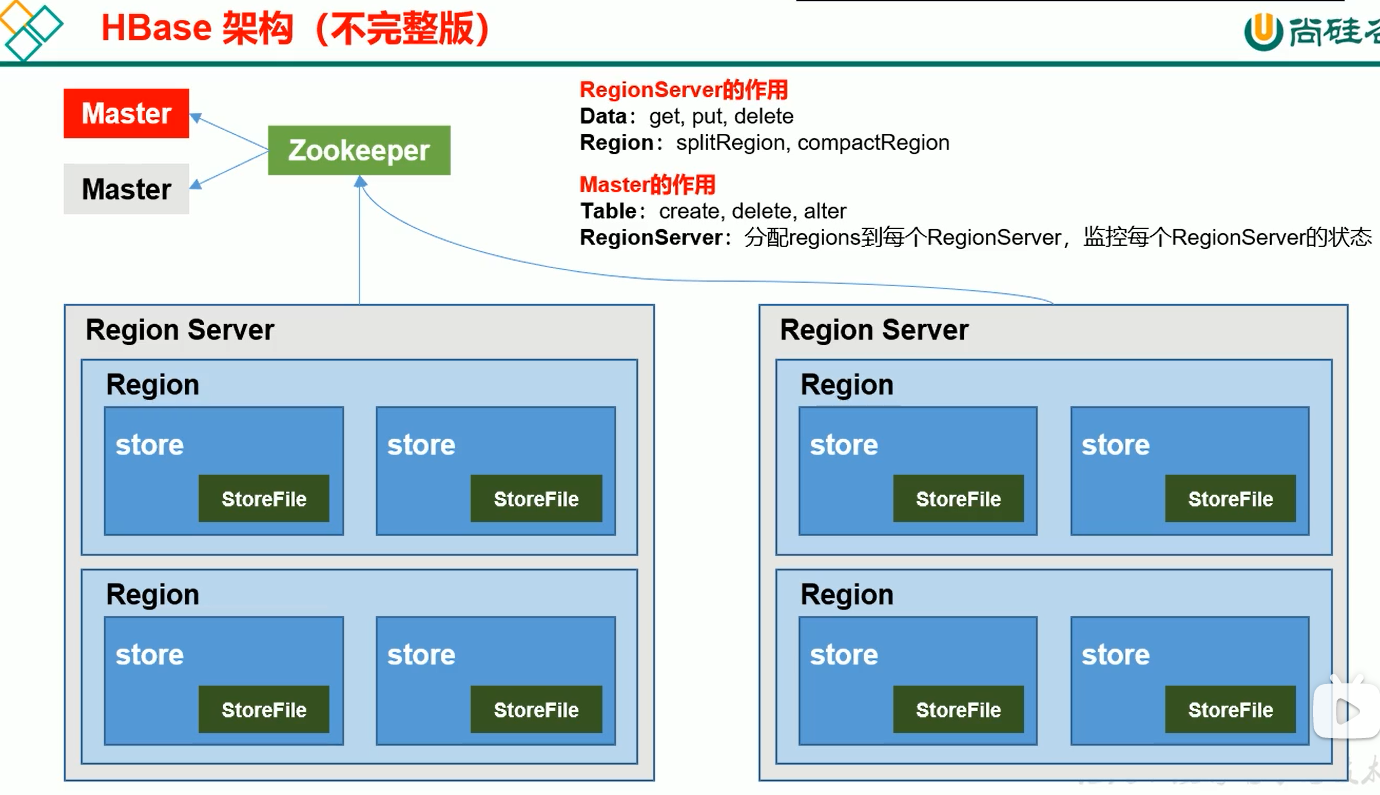 HBase 架构（不完整版）
尚硅
Master
Master
Zookeeper
RegionServer的作用
Data：get, put, delete
Region：splitRegion, compactRegion
Master的作用
Table：create, delete, alter
RegionServer：分配regions到每个RegionServer，监控每个RegionServer的状态
Region Server
Region
store
StoreFile
store
StoreFile
Region
store
StoreFile
store
StoreFile
Region Server
Region
store
StoreFile
store
StoreFile
Region
store
StoreFile
store
StoreFile